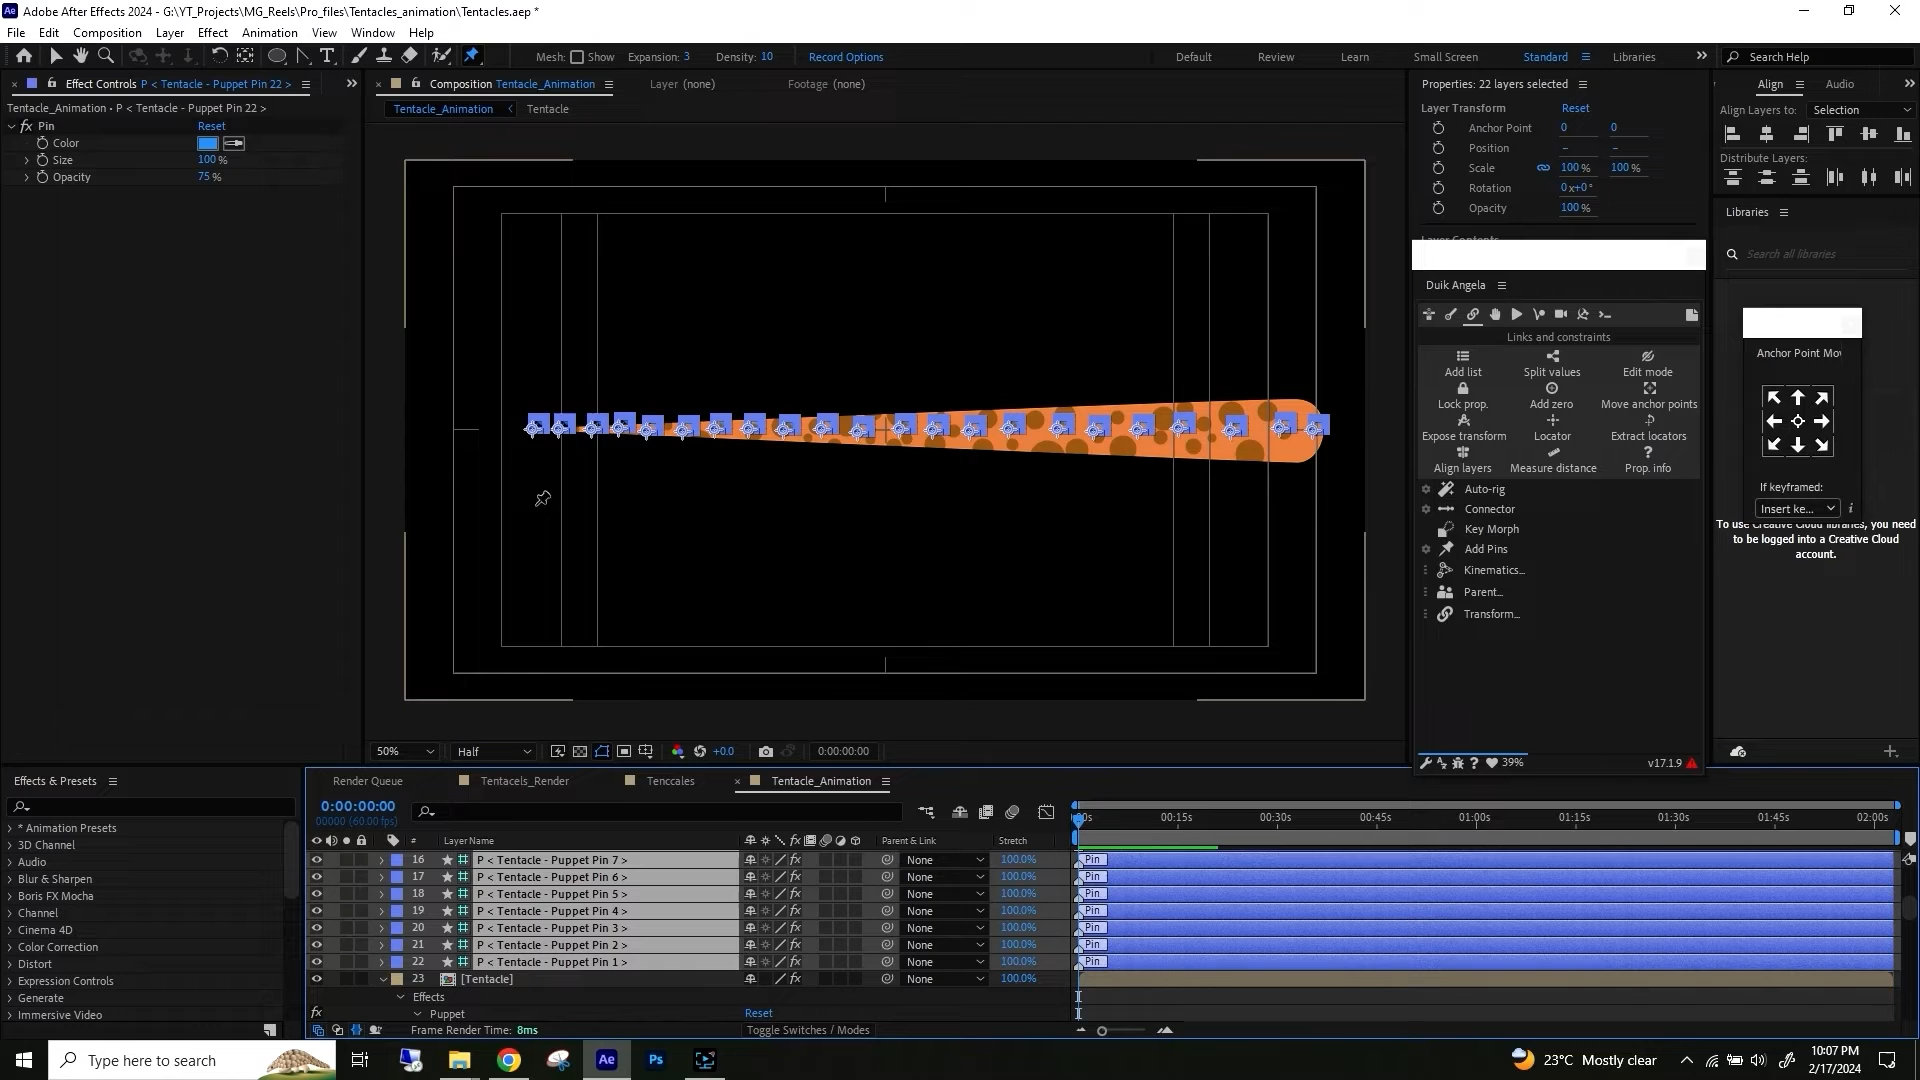 Adobe After Effects 2024 - G:\YT_Projects\MG_Reels\Pro_files\Tentacles_animation\Tentacles.aep *
File Edit Composition Layer Effect Animation View Window Help
Mesh: Show Expansion: 3 Density: 10 Record Options Default Review Learn Small Screen Standard Libraries Search Help
Effect Controls P < Tentacle - Puppet Pin 22 >
Composition Tentacle_Animation Layer (none) Footage (none)
Properties: 22 layers selected
Align Audio
Tentacle_Animation • P < Tentacle - Puppet Pin 22 >
Tentacle_Animation Tentacle
Layer Transform Reset
Align Layers to: Selection
fx Pin Reset
Color
Size 100 %
Opacity 75 %
Anchor Point 0 0
Position – –
Scale 100 % 100 %
Rotation 0x+0°
Opacity 100 %
Distribute Layers:
Libraries
Search all libraries
Duik Angela
Links and constraints
Add list Split values Edit mode
Lock prop. Add zero Move anchor points
Expose transform Locator Extract locators
Align layers Measure distance Prop. info
Auto-rig
Connector
Key Morph
Add Pins
Kinematics...
Parent...
Transform...
39% v17.1.9
Anchor Point Mov
If keyframed:
Insert ke...
To use Creative Cloud libraries, you need
to be logged into a Creative Cloud
account.
50% Half +0.0 0:00:00:00
Effects & Presets
Render Queue Tentacels_Render Tenccales Tentacle_Animation
0:00:00:00
00000 (60.00 fps)
00:15s 00:30s 00:45s 01:00s 01:15s 01:30s 01:45s 02:00s
# Layer Name fx Parent & Link Stretch
* Animation Presets
3D Channel
Audio
Blur & Sharpen
Boris FX Mocha
Channel
Cinema 4D
Color Correction
Distort
Expression Controls
Generate
Immersive Video
16 P < Tentacle - Puppet Pin 7 > fx None 100.0% Pin
17 P < Tentacle - Puppet Pin 6 > fx None 100.0% Pin
18 P < Tentacle - Puppet Pin 5 > fx None 100.0% Pin
19 P < Tentacle - Puppet Pin 4 > fx None 100.0% Pin
20 P < Tentacle - Puppet Pin 3 > fx None 100.0% Pin
21 P < Tentacle - Puppet Pin 2 > fx None 100.0% Pin
22 P < Tentacle - Puppet Pin 1 > fx None 100.0% Pin
23 [Tentacle] fx None 100.0%
Effects
fx Puppet Reset
Frame Render Time: 8ms Toggle Switches / Modes
Type here to search
Ae Ps
23°C Mostly clear
10:07 PM
2/17/2024